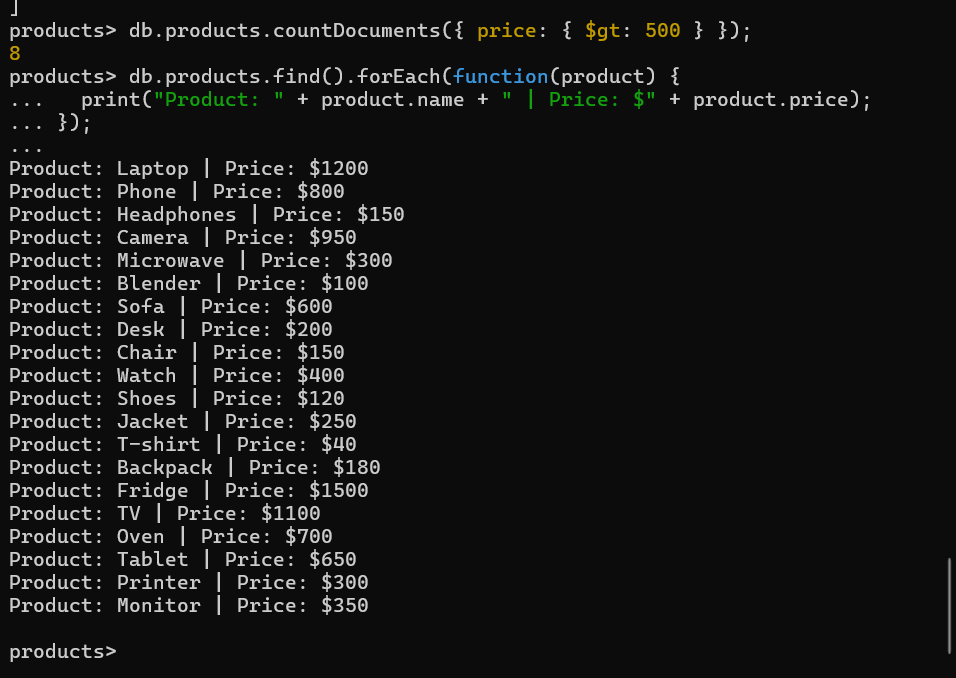 ]
products> db.products.countDocuments({ price: { $gt: 500 } });
8
products> db.products.find().forEach(function(product) {
...   print("Product: " + product.name + " | Price: $" + product.price);
... });
...
Product: Laptop | Price: $1200
Product: Phone | Price: $800
Product: Headphones | Price: $150
Product: Camera | Price: $950
Product: Microwave | Price: $300
Product: Blender | Price: $100
Product: Sofa | Price: $600
Product: Desk | Price: $200
Product: Chair | Price: $150
Product: Watch | Price: $400
Product: Shoes | Price: $120
Product: Jacket | Price: $250
Product: T-shirt | Price: $40
Product: Backpack | Price: $180
Product: Fridge | Price: $1500
Product: TV | Price: $1100
Product: Oven | Price: $700
Product: Tablet | Price: $650
Product: Printer | Price: $300
Product: Monitor | Price: $350
products>